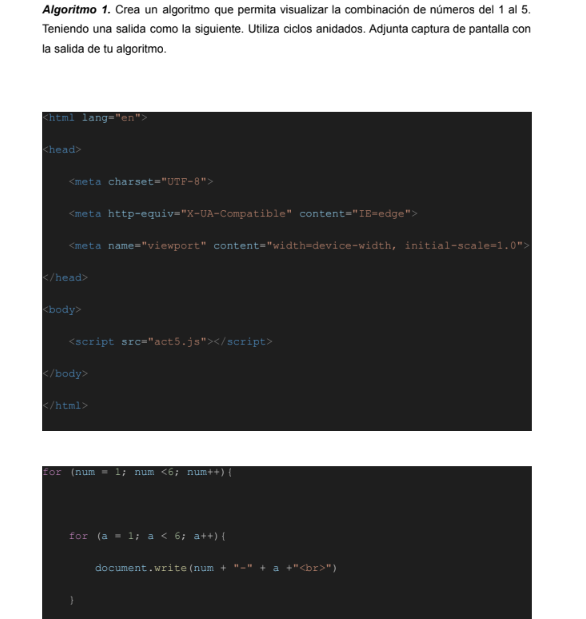 Algoritmo 1. Crea un algoritmo que permita visualizar la combinación de números del 1 al 5.
Teniendo una salida como la siguiente. Utiliza ciclos anidados. Adjunta captura de pantalla con
la salida de tu algoritmo.
<html lang="en">
<head>
<meta charset="UTF-8">
<meta http-equiv="X-UA-Compatible" content="IE=edge">
<meta name="viewport" content="width=device-width, initial-scale=1.0">
</head>
<body>
<script src="act5.js"></script>
</body>
</html>
for (num = 1; num <6; num++){
for (a = 1; a < 6; a++){
document.write(num + "-" + a +"<br>")
}